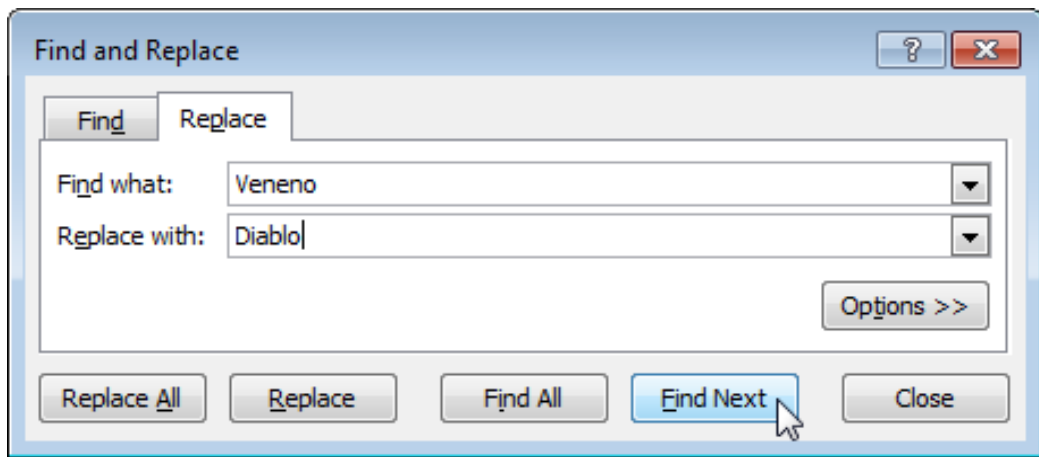 Find and Replace
Find Replace
Find what: Veneno
Replace with: Diablo
Options >>
Replace All Replace Find All Find Next Close